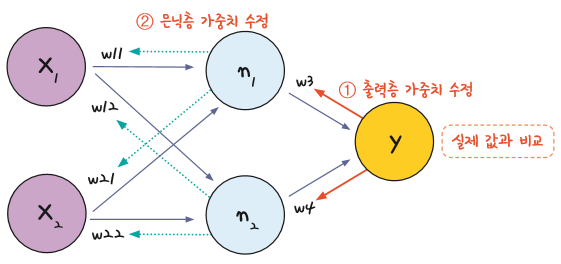 ② 은닉층 가중치 수정
w11
x1
n1
w3
① 출력층 가중치 수정
w12
y
실제 값과 비교
w21
x2
n2
w4
w22